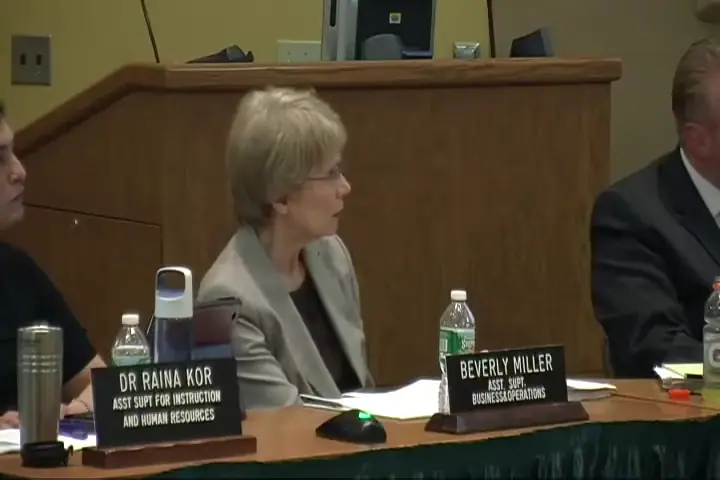 DR RAINA KOR
ASST SUPT FOR INSTRUCTION
AND HUMAN RESOURCES
BEVERLY MILLER
ASST. SUPT.
BUSINESS&OPERATIONS